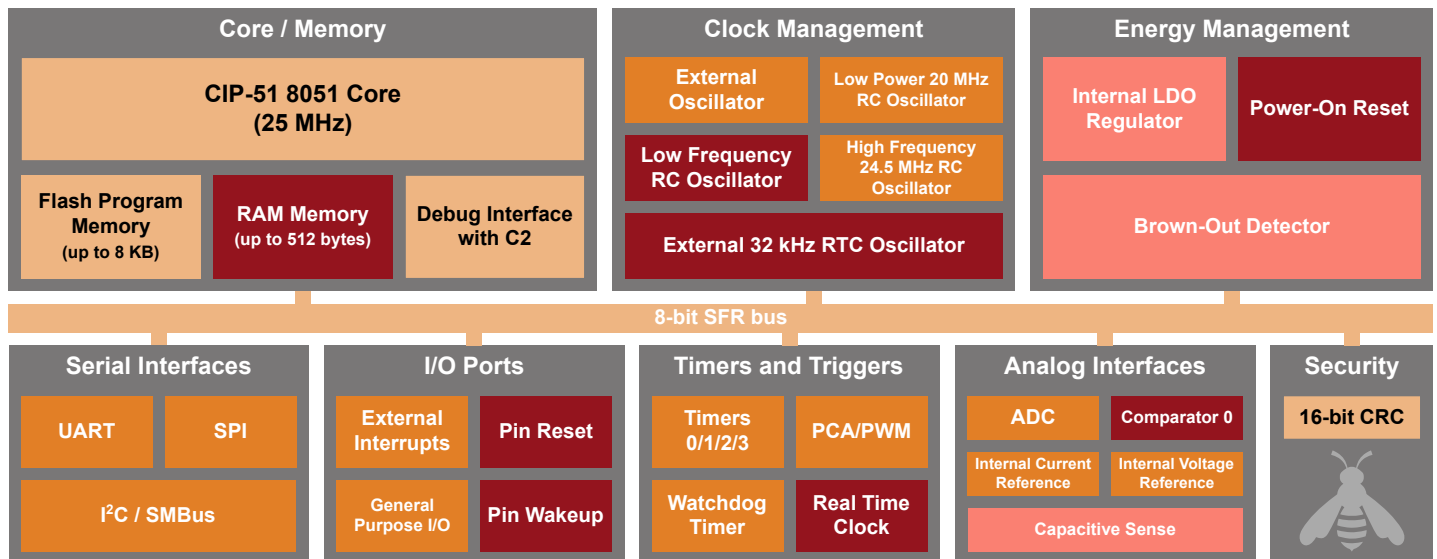 Core / Memory
CIP-51 8051 Core
(25 MHz)
Flash Program
Memory
(up to 8 KB)
RAM Memory
(up to 512 bytes)
Debug Interface
with C2
Clock Management
External
Oscillator
Low Power 20 MHz
RC Oscillator
Low Frequency
RC Oscillator
High Frequency
24.5 MHz RC
Oscillator
External 32 kHz RTC Oscillator
Energy Management
Internal LDO
Regulator
Power-On Reset
Brown-Out Detector
8-bit SFR bus
Serial Interfaces
UART
SPI
I²C / SMBus
I/O Ports
External
Interrupts
Pin Reset
General
Purpose I/O
Pin Wakeup
Timers and Triggers
Timers
0/1/2/3
PCA/PWM
Watchdog
Timer
Real Time
Clock
Analog Interfaces
ADC
Comparator 0
Internal Current
Reference
Internal Voltage
Reference
Capacitive Sense
Security
16-bit CRC